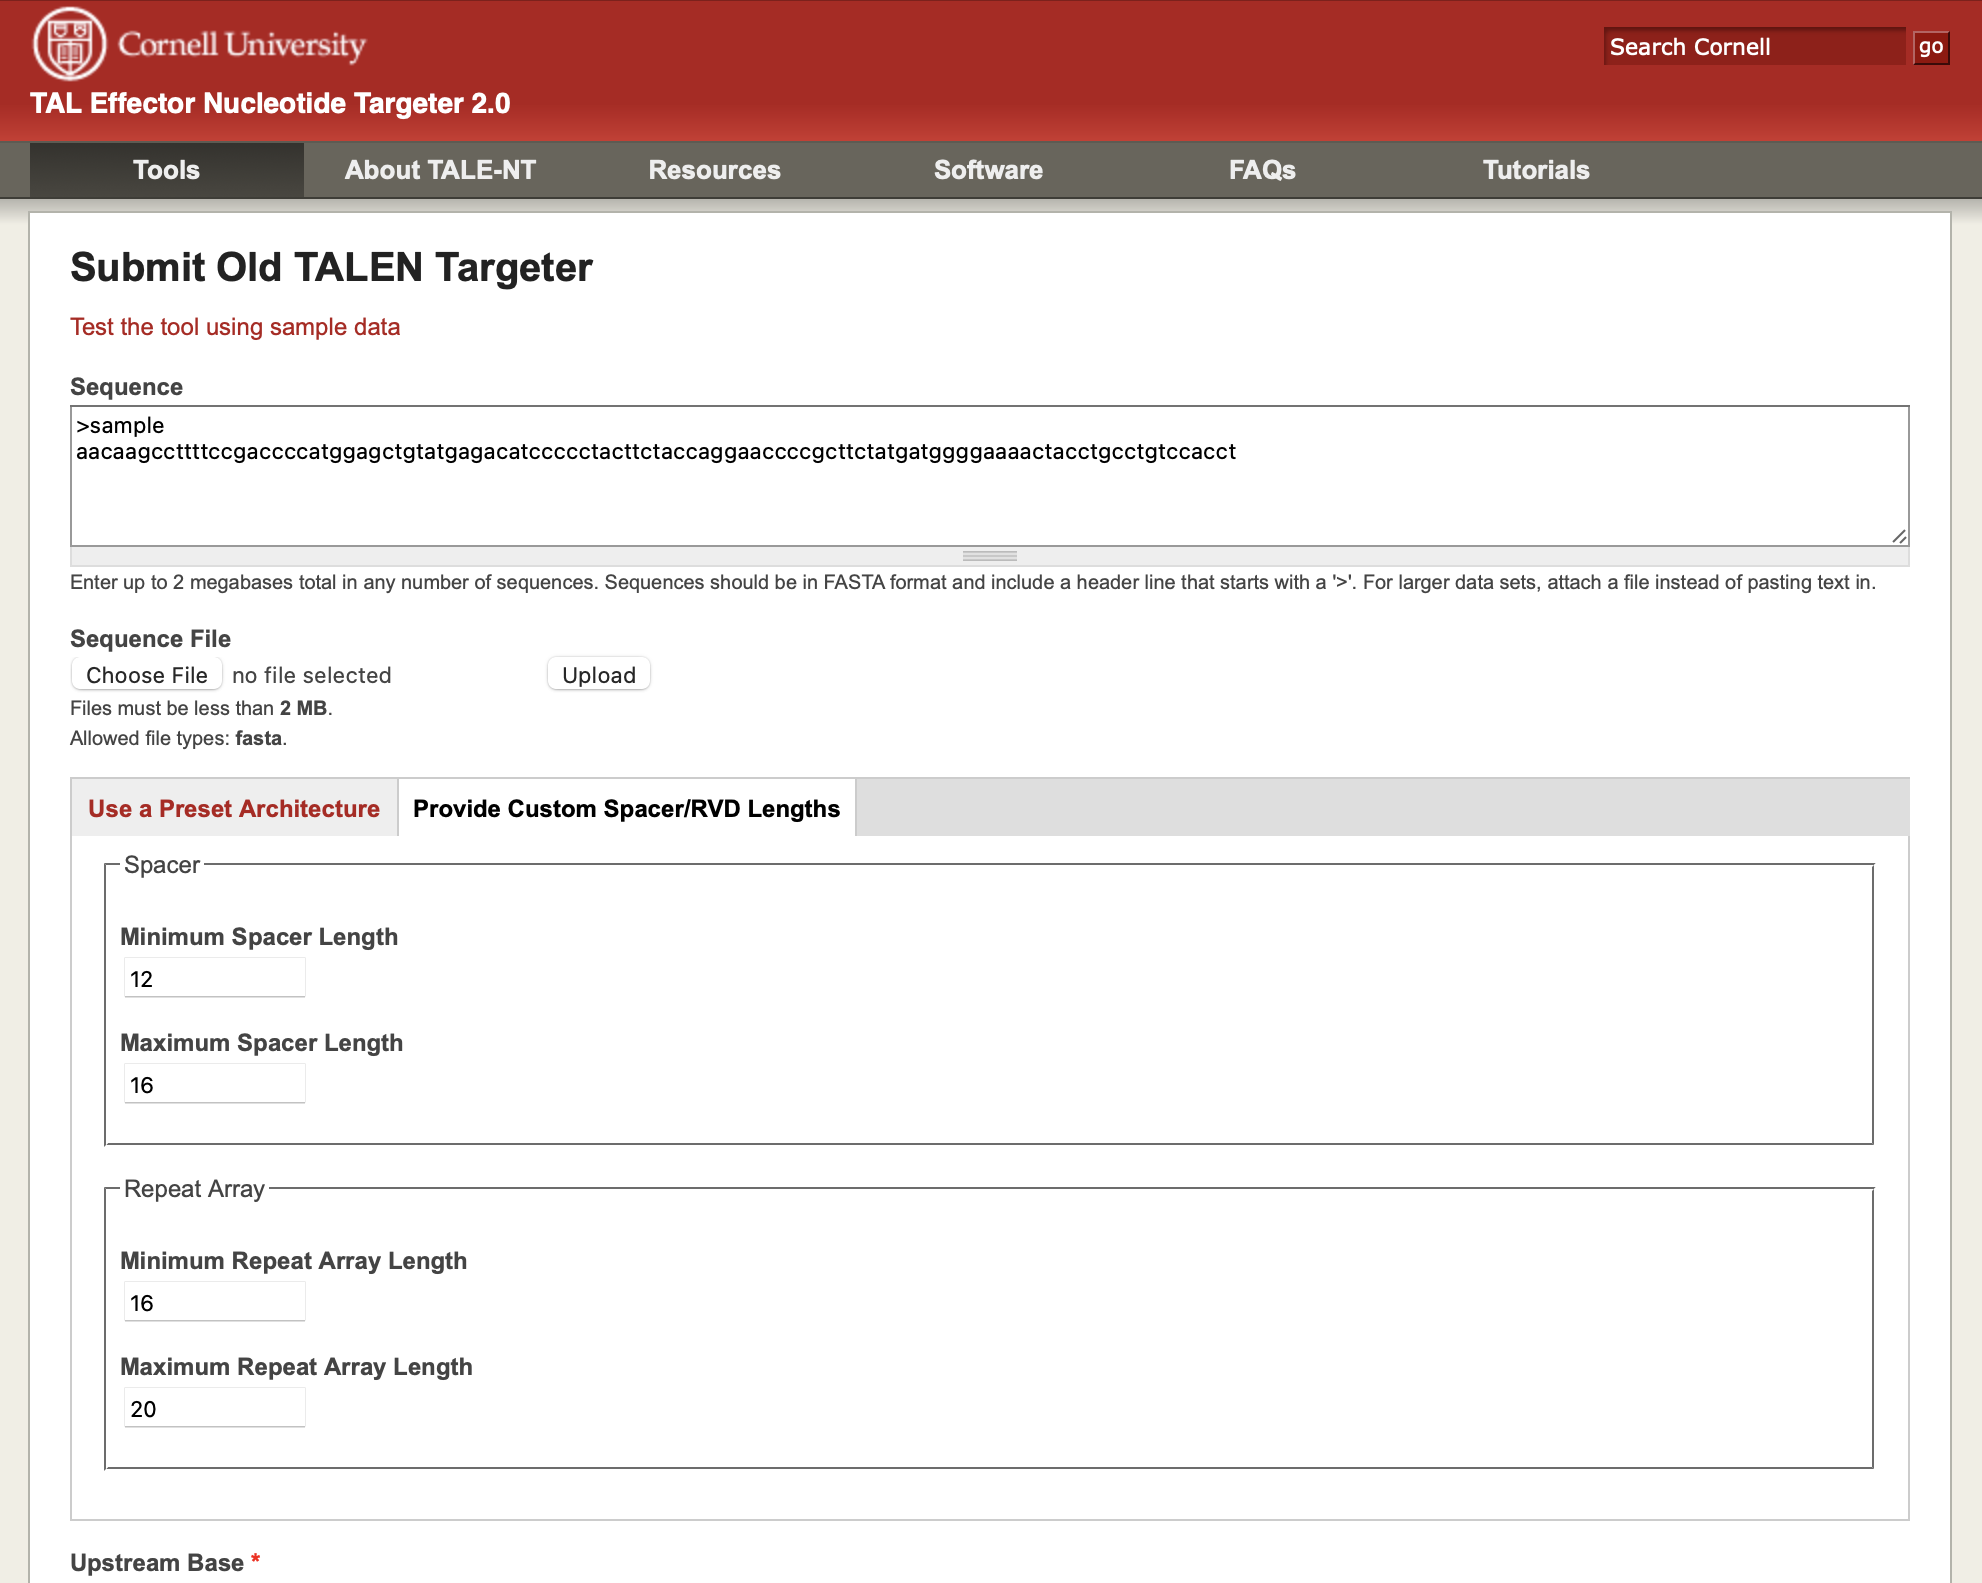 Cornell University
Search Cornell
go
TAL Effector Nucleotide Targeter 2.0
Tools
About TALE-NT
Resources
Software
FAQs
Tutorials
Submit Old TALEN Targeter
Test the tool using sample data
Sequence
>sample
aacaagccttttccgaccccatggagctgtatgagacatccccctacttctaccaggaaccccgcttctatgatggggaaaactacctgcctgtccacct
Enter up to 2 megabases total in any number of sequences. Sequences should be in FASTA format and include a header line that starts with a '>'. For larger data sets, attach a file instead of pasting text in.
Sequence File
Choose File no file selected
Upload
Files must be less than 2 MB.
Allowed file types: fasta.
Use a Preset Architecture
Provide Custom Spacer/RVD Lengths
Spacer
Minimum Spacer Length
12
Maximum Spacer Length
16
Repeat Array
Minimum Repeat Array Length
16
Maximum Repeat Array Length
20
Upstream Base *